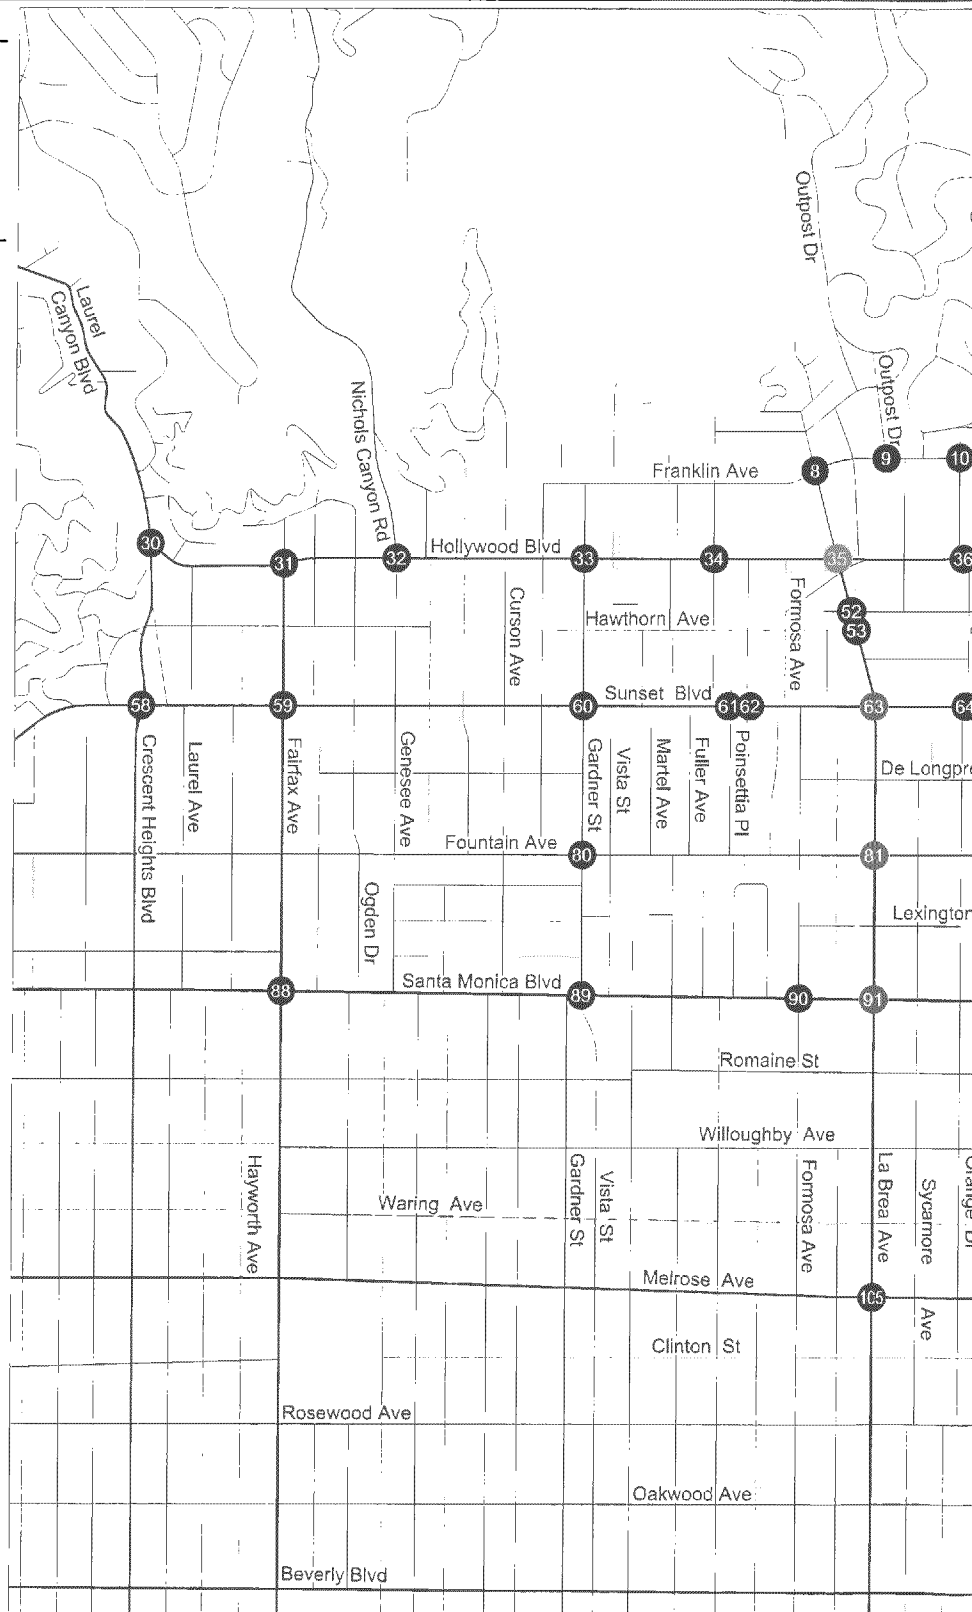 Outpost Dr
Laurel
Canyon Blvd
Outpost Dr
Nichols Canyon Rd
Franklin Ave
8
9
10
30
31
32
Hollywood Blvd
33
34
35
36
Curson Ave
Hawthorn Ave
Formosa Ave
52
53
58
59
Sunset Blvd
60
61
62
63
64
Crescent Heights Blvd
Laurel Ave
Fairfax Ave
Genesee Ave
Gardner St
Vista St
Martel Ave
Fuller Ave
Poinsettia Pl
De Longpre
Fountain Ave
80
81
Ogden Dr
Lexington
Santa Monica Blvd
88
89
90
91
Romaine St
Willoughby Ave
Hayworth Ave
Waring Ave
Gardner St
Vista St
Formosa Ave
La Brea Ave
Sycamore
Ave
Orange Dr
Melrose Ave
105
Clinton St
Rosewood Ave
Oakwood Ave
Beverly Blvd